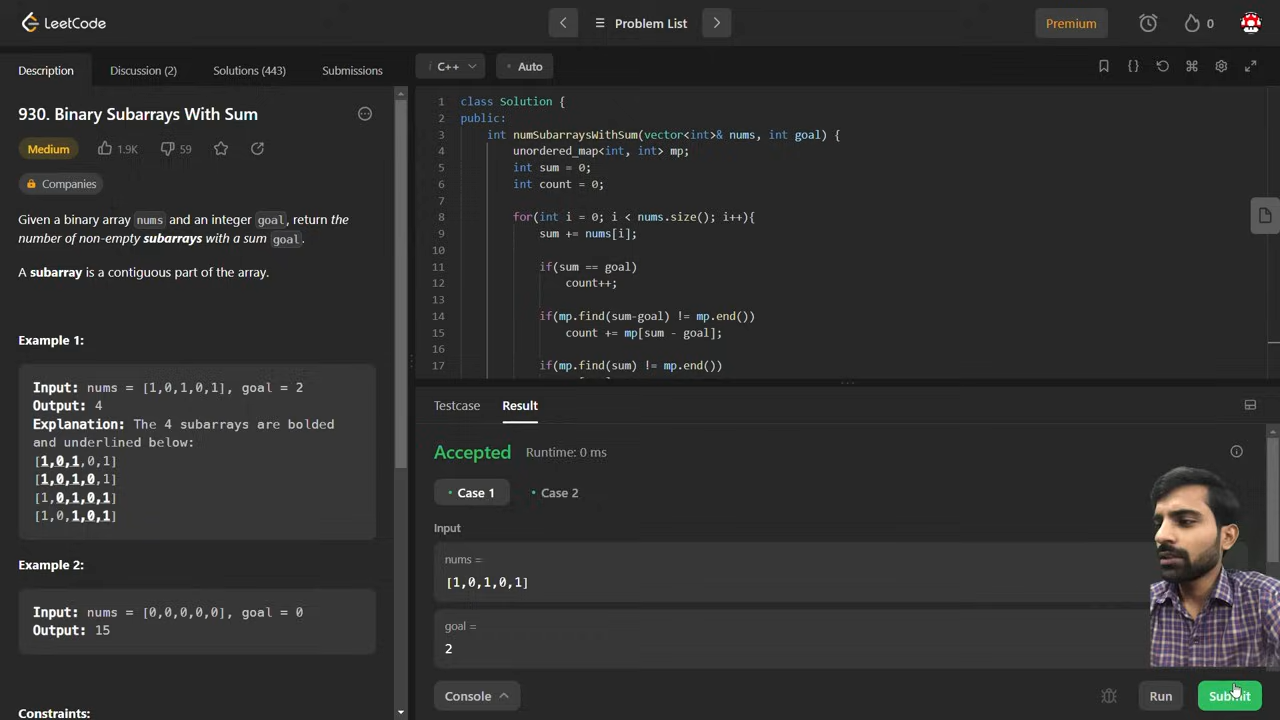 LeetCode
Problem List
Premium
0
Description
Discussion (2)
Solutions (443)
Submissions
930. Binary Subarrays With Sum
Medium
1.9K
59
Companies
Given a binary array nums and an integer goal, return the
number of non-empty subarrays with a sum goal.
A subarray is a contiguous part of the array.
Example 1:
Input: nums = [1,0,1,0,1], goal = 2
Output: 4
Explanation: The 4 subarrays are bolded
and underlined below:
[1,0,1,0,1]
[1,0,1,0,1]
[1,0,1,0,1]
[1,0,1,0,1]
Example 2:
Input: nums = [0,0,0,0,0], goal = 0
Output: 15
Constraints:
i C++
Auto
1 class Solution {
2 public:
3 int numSubarraysWithSum(vector<int>& nums, int goal) {
4 unordered_map<int, int> mp;
5 int sum = 0;
6 int count = 0;
7
8 for(int i = 0; i < nums.size(); i++){
9 sum += nums[i];
10
11 if(sum == goal)
12 count++;
13
14 if(mp.find(sum-goal) != mp.end())
15 count += mp[sum - goal];
16
17 if(mp.find(sum) != mp.end())
Testcase
Result
Accepted
Runtime: 0 ms
Case 1
Case 2
Input
nums =
[1,0,1,0,1]
goal =
2
Console
Run
Submit